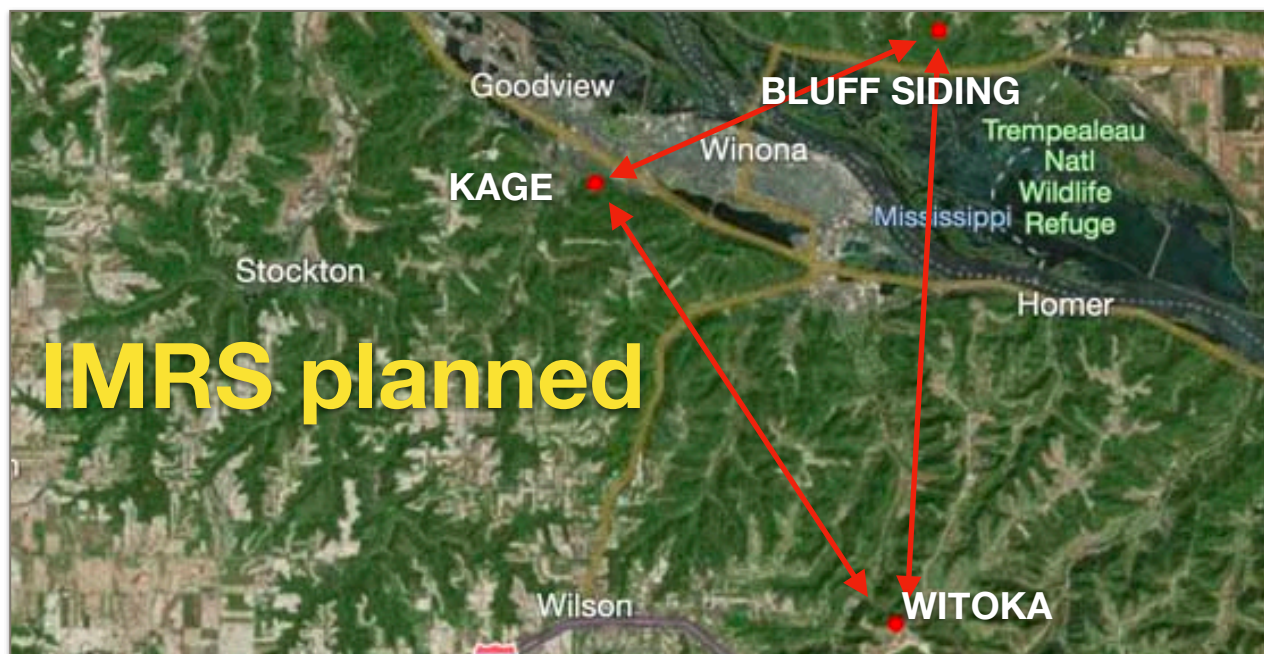 Goodview
BLUFF SIDING
Trempealeau
Natl
Wildlife
Refuge
Winona
KAGE
Mississippi
Stockton
Homer
IMRS planned
Wilson
WITOKA